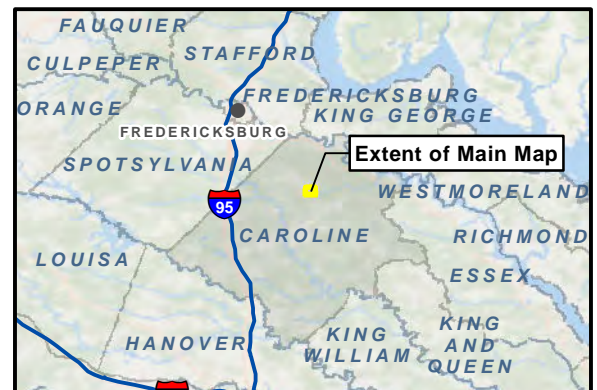 FAUQUIER
STAFFORD
CULPEPER
ORANGE
FREDERICKSBURG
KING GEORGE
FREDERICKSBURG
Extent of Main Map
SPOTSYLVANIA
WESTMORELAND
95
CAROLINE
RICHMOND
LOUISA
ESSEX
HANOVER
KING
WILLIAM
KING
AND
QUEEN